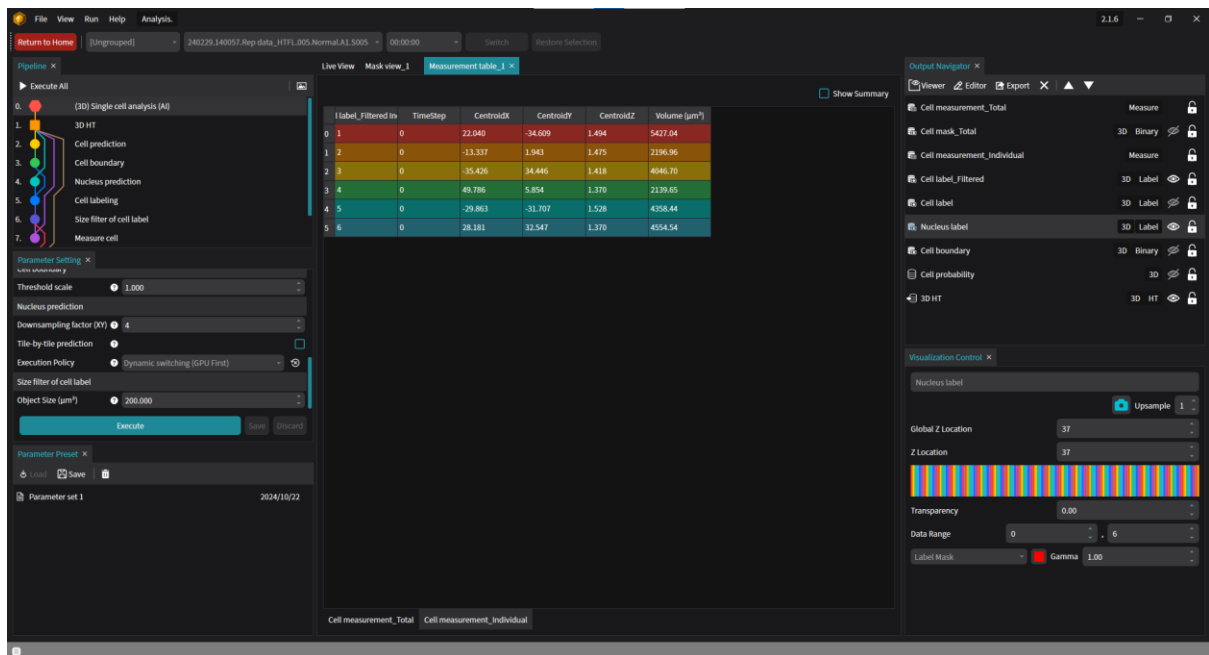 File View Run Help Analysis. 2.1.6
Return to Home [Ungrouped] 240229.140057.Rep data_HTFL.005.Normal.A1.S005 00:00:00 Switch Restore Selection
Pipeline
Execute All
0. (3D) Single cell analysis (AI)
1. 3D HT
2. Cell prediction
3. Cell boundary
4. Nucleus prediction
5. Cell labeling
6. Size filter of cell label
7. Measure cell
Parameter Setting
Cell boundary
Threshold scale 1.000
Nucleus prediction
Downsampling factor (XY) 4
Tile-by-tile prediction
Execution Policy Dynamic switching (GPU First)
Size filter of cell label
Object Size (μm³) 200.000
Execute Save Discard
Parameter Preset
Load Save
Parameter set 1 2024/10/22
Live View Mask view_1 Measurement table_1
Show Summary
l label_Filtered In TimeStep CentroidX CentroidY CentroidZ Volume (μm³)
0 1 0 22.040 -34.609 1.494 5427.04
1 2 0 -13.337 1.943 1.475 2196.96
2 3 0 -35.426 34.446 1.418 4046.70
3 4 0 49.786 5.854 1.370 2139.65
4 5 0 -29.863 -31.707 1.528 4358.44
5 6 0 28.181 32.547 1.370 4554.54
Cell measurement_Total Cell measurement_Individual
Output Navigator
Viewer Editor Export
Cell measurement_Total Measure
Cell mask_Total 3D Binary
Cell measurement_Individual Measure
Cell label_Filtered 3D Label
Cell label 3D Label
Nucleus label 3D Label
Cell boundary 3D Binary
Cell probability 3D
3D HT 3D HT
Visualization Control
Nucleus label
Upsample 1
Global Z Location 37
Z Location 37
Transparency 0.00
Data Range 0 , 6
Label Mask Gamma 1.00